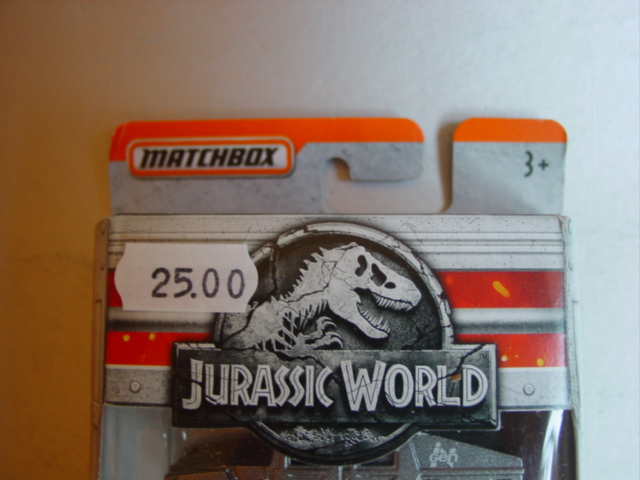 MATCHBOX
3+
25.00
JURASSIC WORLD